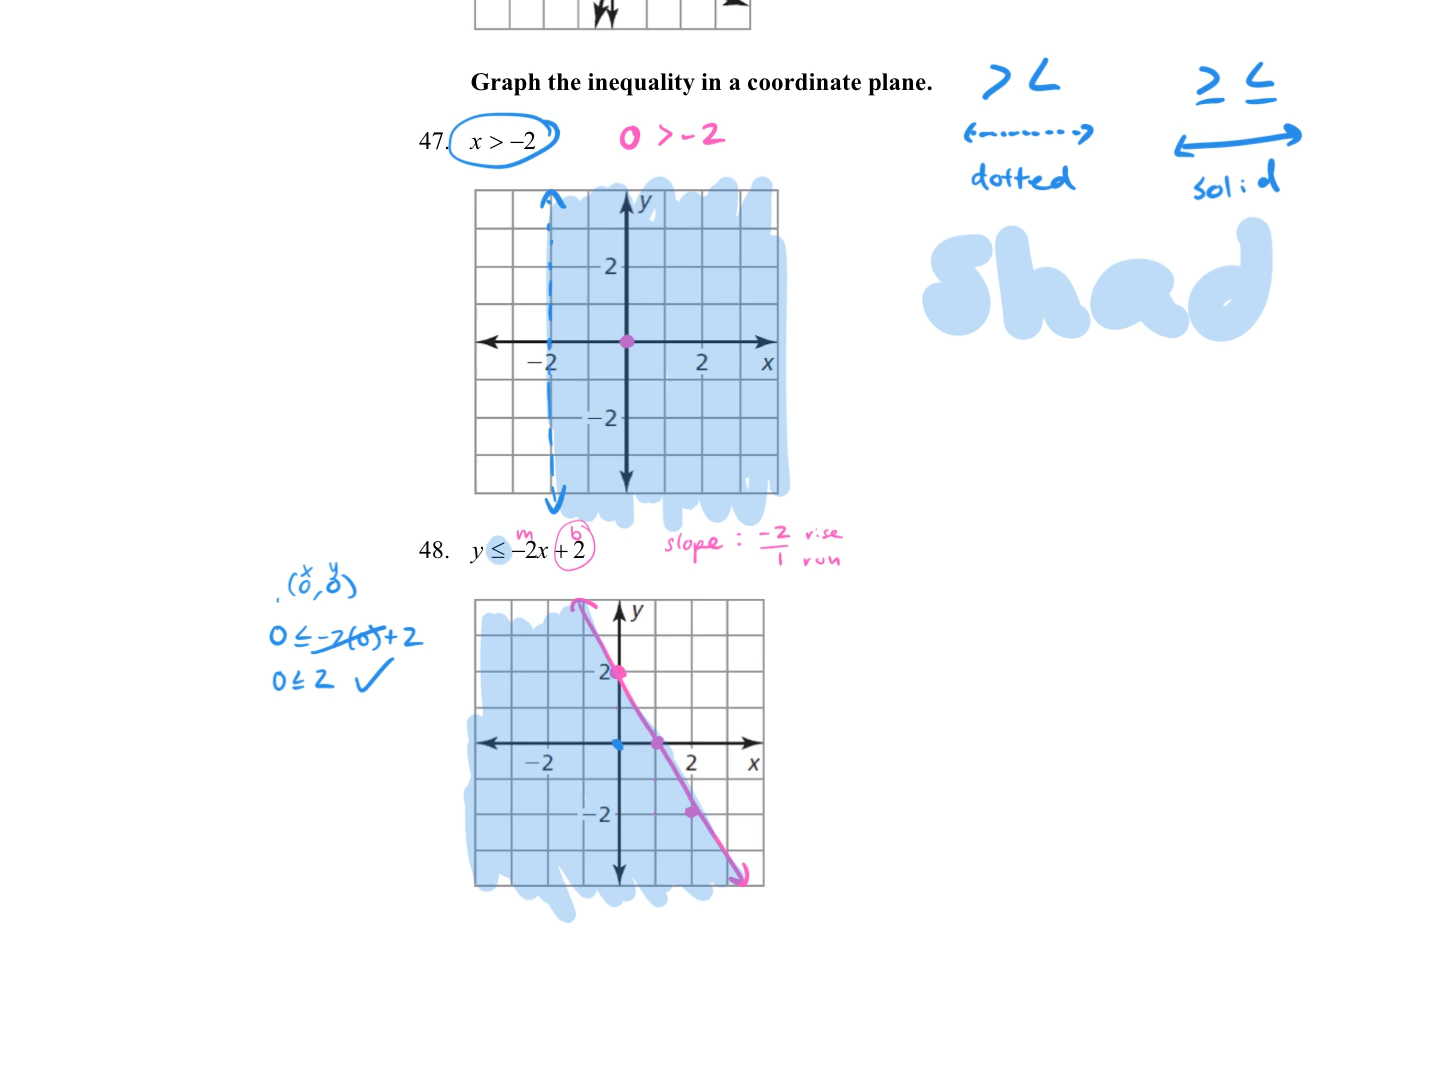 Graph the inequality in a coordinate plane.
> <
≥ ≤
47. x > −2
0 > -2
dotted
solid
shad
y
2
−2
2
x
−2
48. y ≤ −2x + 2
m
b
slope : -2/1 rise
run
(0,0)
x y
0 ≤ -2(0)+2
0 ≤ 2 ✓
y
2
−2
2
x
−2